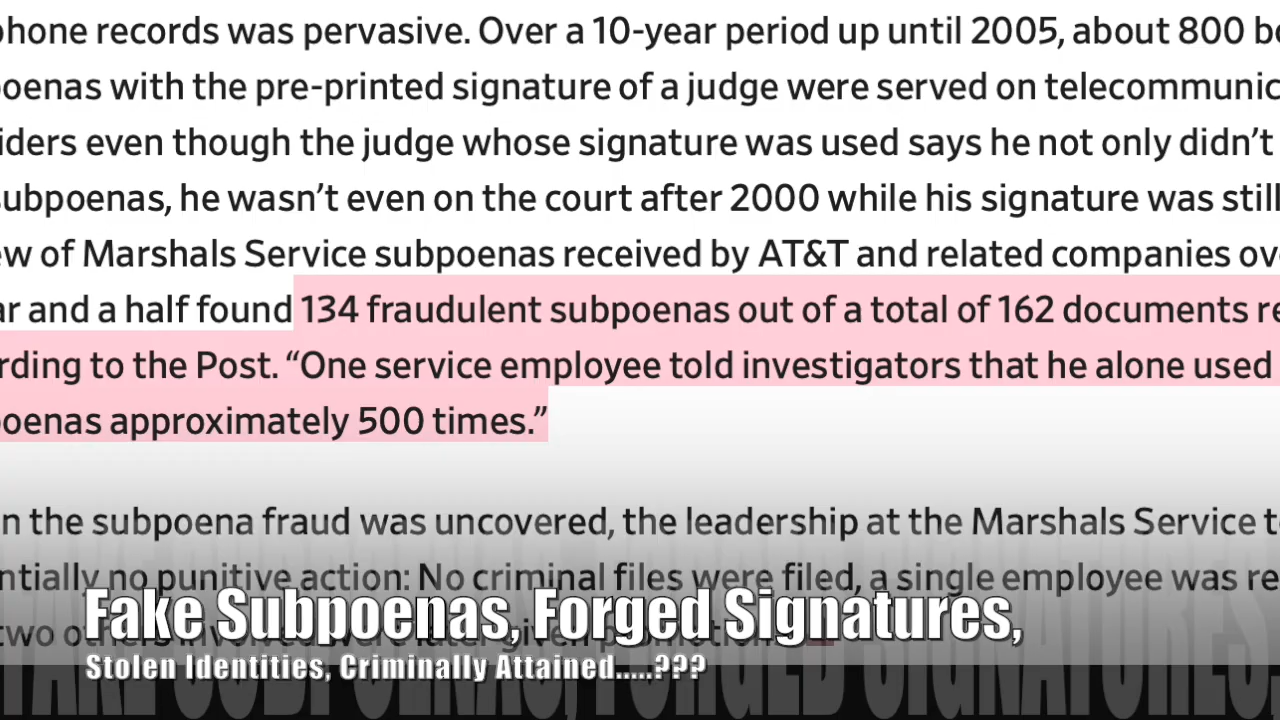 phone records was pervasive. Over a 10-year period up until 2005, about 800 bo
poenas with the pre-printed signature of a judge were served on telecommunic
iders even though the judge whose signature was used says he not only didn't
subpoenas, he wasn't even on the court after 2000 while his signature was still
ew of Marshals Service subpoenas received by AT&T and related companies ove
ar and a half found 134 fraudulent subpoenas out of a total of 162 documents re
rding to the Post. “One service employee told investigators that he alone used
poenas approximately 500 times.”
n the subpoena fraud was uncovered, the leadership at the Marshals Service t
ntially no punitive action: No criminal files were filed, a single employee was re
two
Fake Subpoenas, Forged Signatures,
Stolen Identities, Criminally Attained.....???